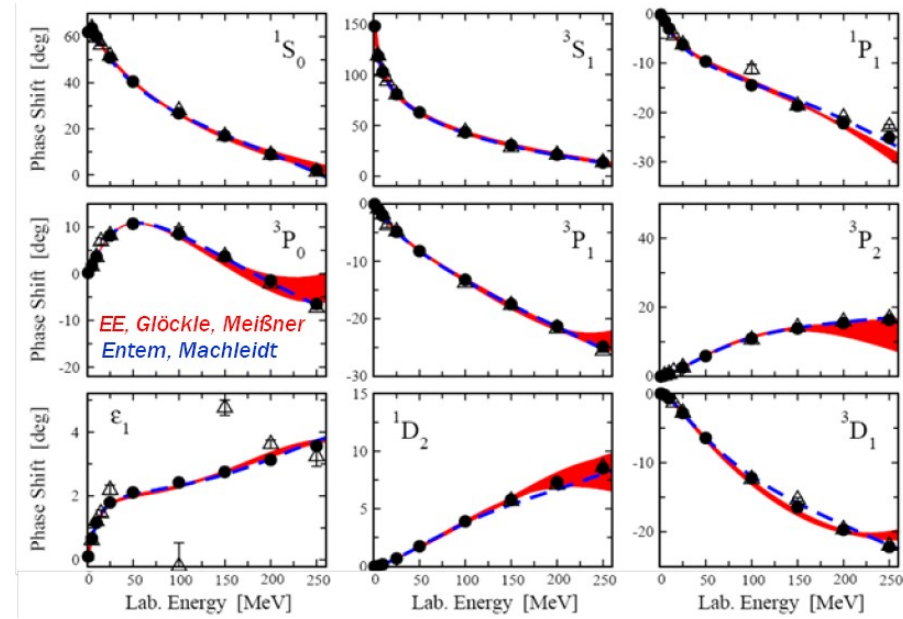 Phase Shift [deg]
60
40
20
0
¹S₀
150
100
50
0
³S₁
0
-10
-20
-30
¹P₁
Phase Shift [deg]
10
0
-10
-20
³P₀
EE, Glöckle, Meißner
Entem, Machleidt
0
-10
-20
-30
³P₁
40
20
0
³P₂
Phase Shift [deg]
4
2
0
ε₁
0 50 100 150 200 250
Lab. Energy [MeV]
15
10
5
0
¹D₂
0 50 100 150 200 250
Lab. Energy [MeV]
0
-10
-20
³D₁
0 50 100 150 200 250
Lab. Energy [MeV]